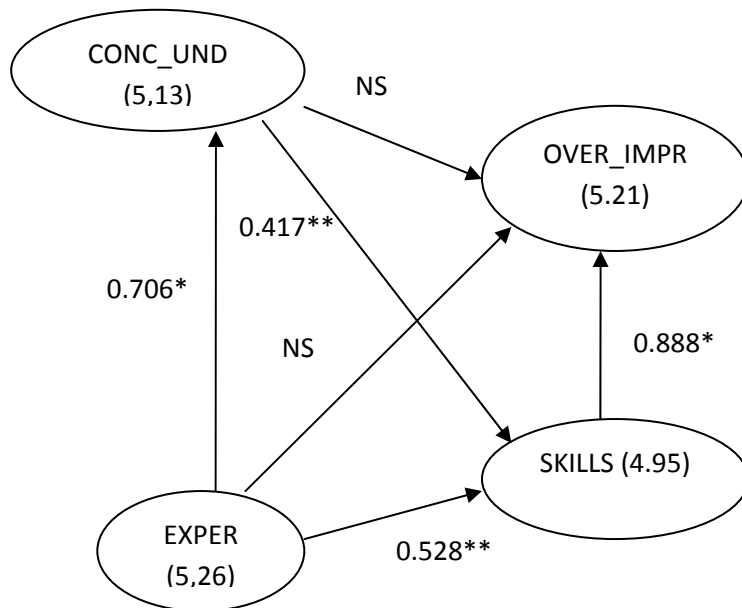 CONC_UND
(5,13)
NS
OVER_IMPR
(5.21)
0.417**
0.706*
NS
0.888*
SKILLS (4.95)
EXPER
(5,26)
0.528**